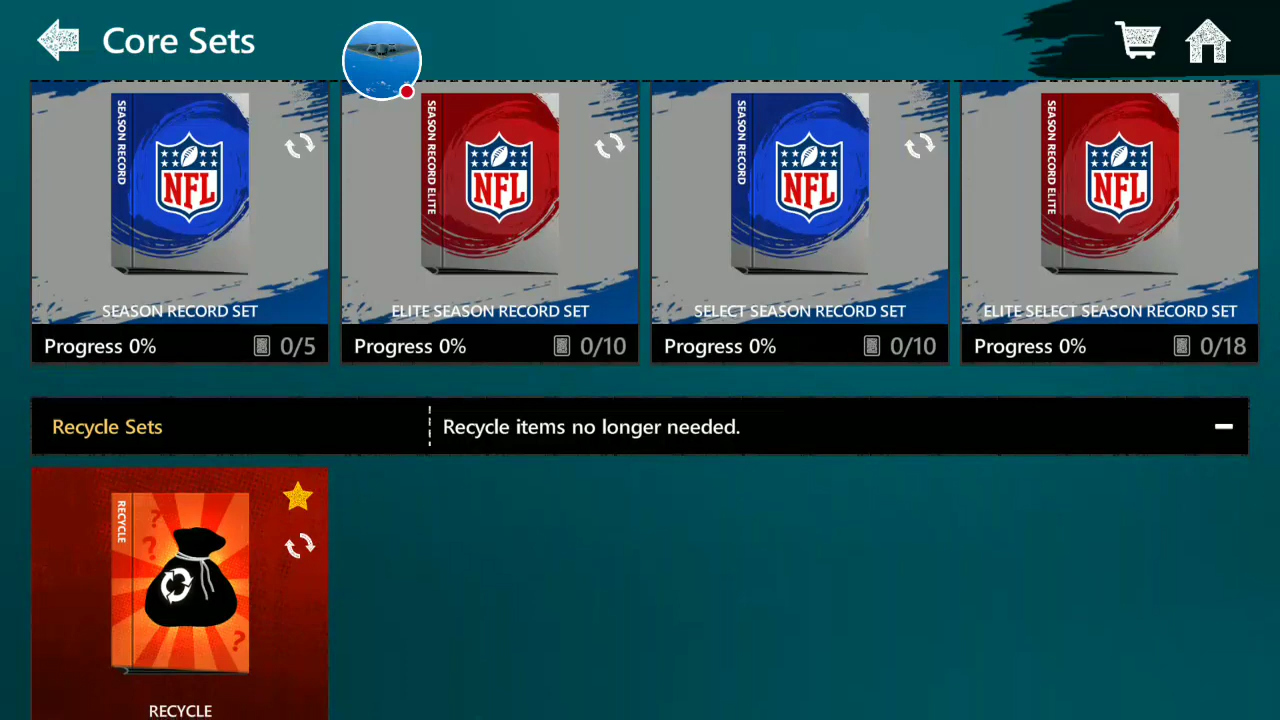 Core Sets
SEASON RECORD
NFL
SEASON RECORD SET
Progress 0%
0/5
SEASON RECORD ELITE
NFL
ELITE SEASON RECORD SET
Progress 0%
0/10
SEASON RECORD
NFL
SELECT SEASON RECORD SET
Progress 0%
0/10
SEASON RECORD ELITE
NFL
ELITE SELECT SEASON RECORD SET
Progress 0%
0/18
Recycle Sets
Recycle items no longer needed.
RECYCLE
?
?
?
RECYCLE